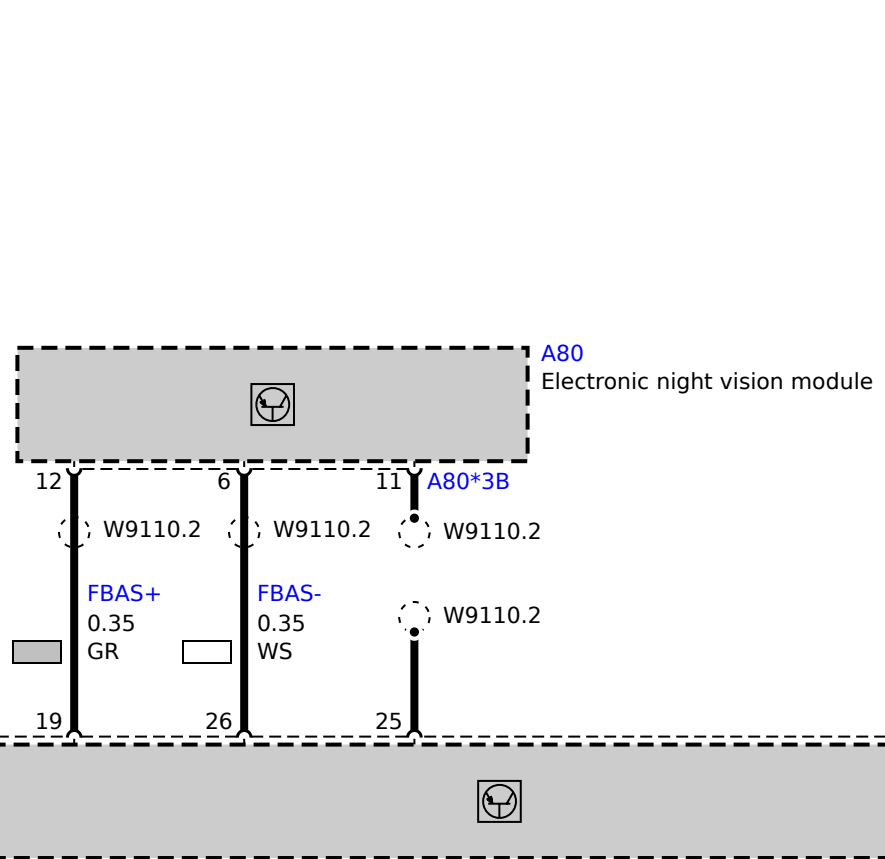 A80
Electronic night vision module
12
6
11
A80*3B
W9110.2
W9110.2
W9110.2
FBAS+
FBAS-
0.35
0.35
W9110.2
GR
WS
19
26
25